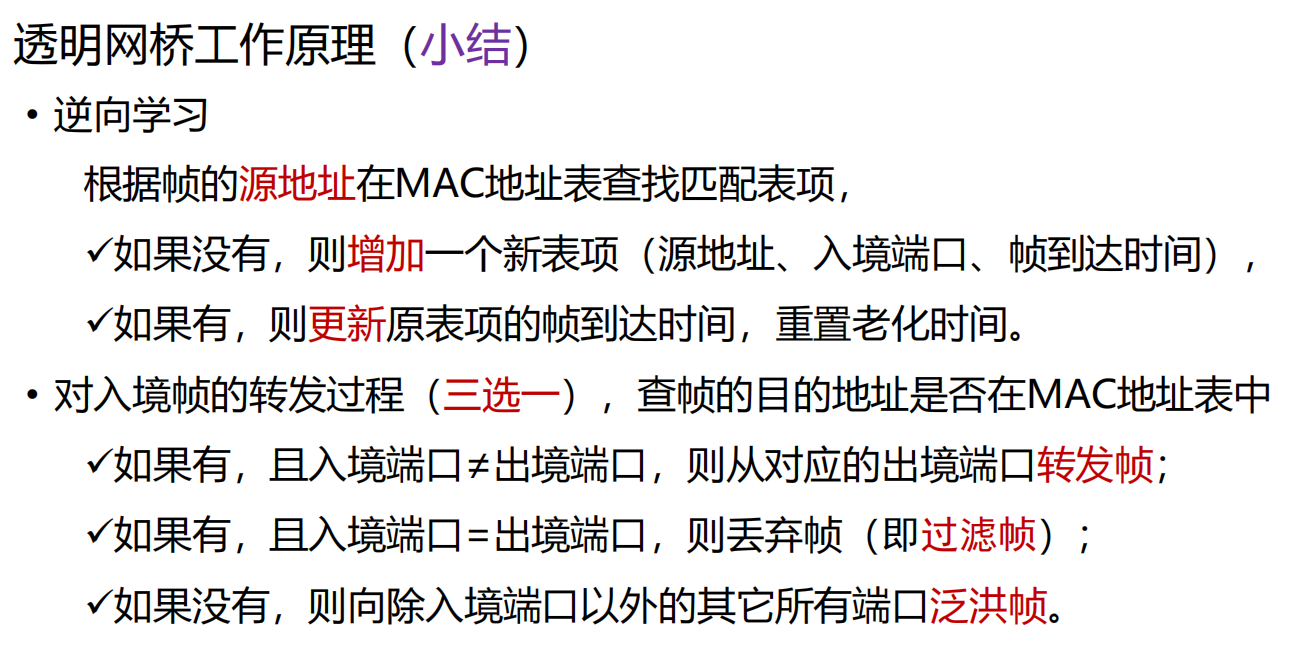 透明网桥工作原理（小结）
• 逆向学习
根据帧的源地址在MAC地址表查找匹配表项，
✓如果没有，则增加一个新表项（源地址、入境端口、帧到达时间），
✓如果有，则更新原表项的帧到达时间，重置老化时间。
• 对入境帧的转发过程（三选一），查帧的目的地址是否在MAC地址表中
✓如果有，且入境端口≠出境端口，则从对应的出境端口转发帧；
✓如果有，且入境端口=出境端口，则丢弃帧（即过滤帧）；
✓如果没有，则向除入境端口以外的其它所有端口泛洪帧。